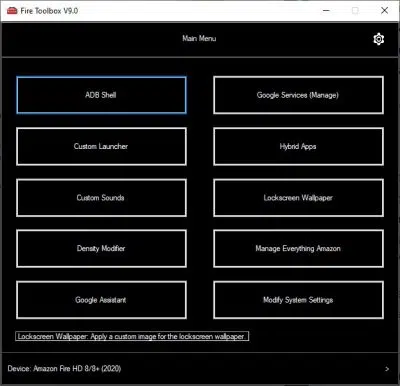 Fire Toolbox V9.0
Main Menu
ADB Shell
Google Services (Manage)
Custom Launcher
Hybrid Apps
Custom Sounds
Lockscreen Wallpaper
Density Modifier
Manage Everything Amazon
Google Assistant
Modify System Settings
Lockscreen Wallpaper: Apply a custom image for the lockscreen wallpaper.
Device: Amazon Fire HD 8/8+ (2020) >